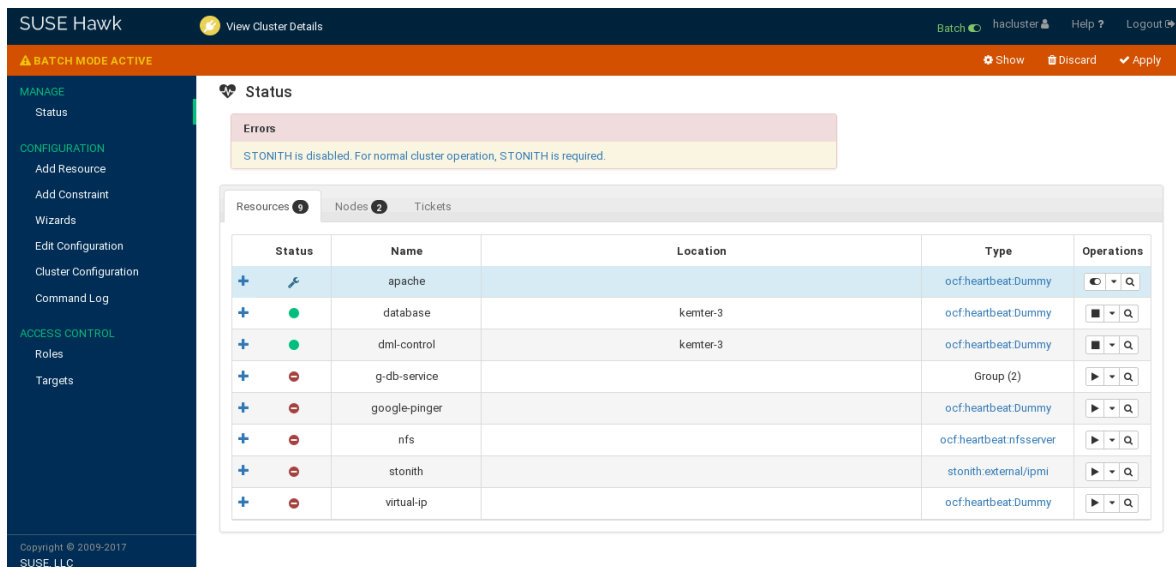 SUSE Hawk
View Cluster Details
Batch hacluster Help ? Logout
BATCH MODE ACTIVE
Show Discard Apply
MANAGE
Status
CONFIGURATION
Add Resource
Add Constraint
Wizards
Edit Configuration
Cluster Configuration
Command Log
ACCESS CONTROL
Roles
Targets
Copyright © 2009-2017
SUSE, LLC
Status
Errors
STONITH is disabled. For normal cluster operation, STONITH is required.
Resources 9 Nodes 2 Tickets
Status Name Location Type Operations
apache ocf:heartbeat:Dummy
database kemter-3 ocf:heartbeat:Dummy
dml-control kemter-3 ocf:heartbeat:Dummy
g-db-service Group (2)
google-pinger ocf:heartbeat:Dummy
nfs ocf:heartbeat:nfsserver
stonith stonith:external/ipmi
virtual-ip ocf:heartbeat:Dummy